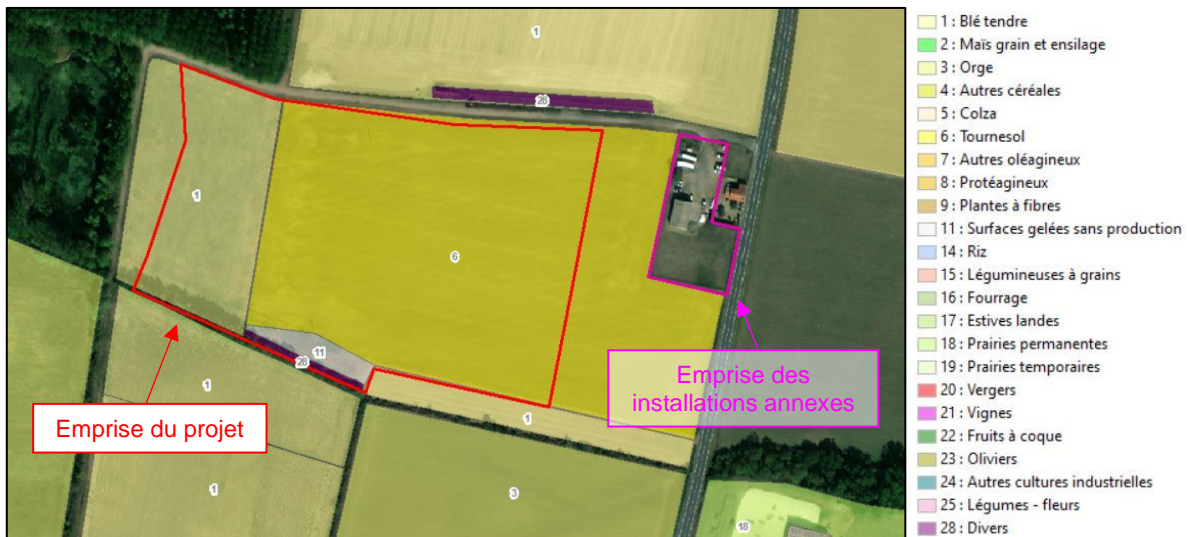 1
28
1
6
11
28
1
1
1
3
18
Emprise du projet
Emprise des
installations annexes
1 : Blé tendre
2 : Maïs grain et ensilage
3 : Orge
4 : Autres céréales
5 : Colza
6 : Tournesol
7 : Autres oléagineux
8 : Protéagineux
9 : Plantes à fibres
11 : Surfaces gelées sans production
14 : Riz
15 : Légumineuses à grains
16 : Fourrage
17 : Estives landes
18 : Prairies permanentes
19 : Prairies temporaires
20 : Vergers
21 : Vignes
22 : Fruits à coque
23 : Oliviers
24 : Autres cultures industrielles
25 : Légumes - fleurs
28 : Divers